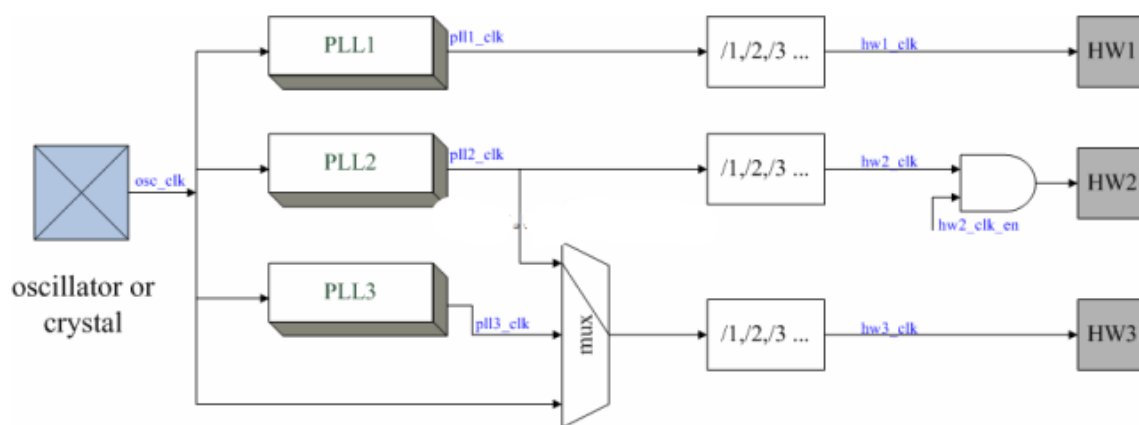 PLL1
pll1_clk
/1,/2,/3 ...
hw1_clk
HW1
PLL2
pll2_clk
/1,/2,/3 ...
hw2_clk
HW2
osc_clk
hw2_clk_en
oscillator or
crystal
PLL3
pll3_clk
mux
/1,/2,/3 ...
hw3_clk
HW3